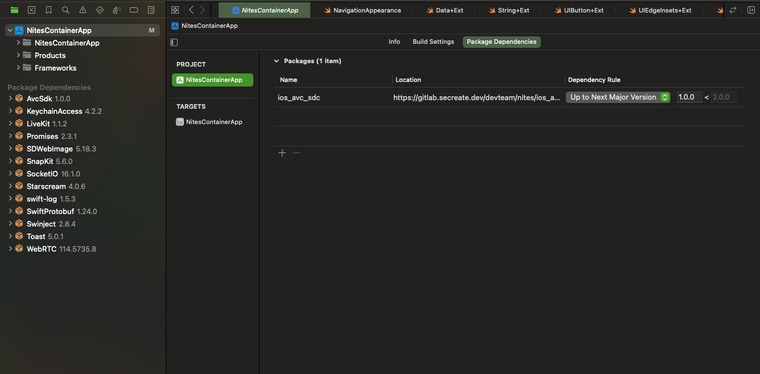 NitesContainerApp
NavigationAppearance
Data+Ext
String+Ext
UIButton+Ext
UIEdgeInsets+Ext
NitesContainerApp M
NitesContainerApp
Products
Frameworks
Package Dependencies
AvcSdk 1.0.0
KeychainAccess 4.2.2
LiveKit 1.1.2
Promises 2.3.1
SDWebImage 5.18.3
SnapKit 5.6.0
SocketIO 16.1.0
Starscream 4.0.6
swift-log 1.5.3
SwiftProtobuf 1.24.0
Swinject 2.8.4
Toast 5.0.1
WebRTC 114.5735.8
NitesContainerApp
Info Build Settings Package Dependencies
PROJECT
NitesContainerApp
TARGETS
NitesContainerApp
Packages (1 item)
Name Location Dependency Rule
ios_avc_sdc https://gitlab.secreate.dev/devteam/nites/ios_a... Up to Next Major Version 1.0.0 < 2.0.0